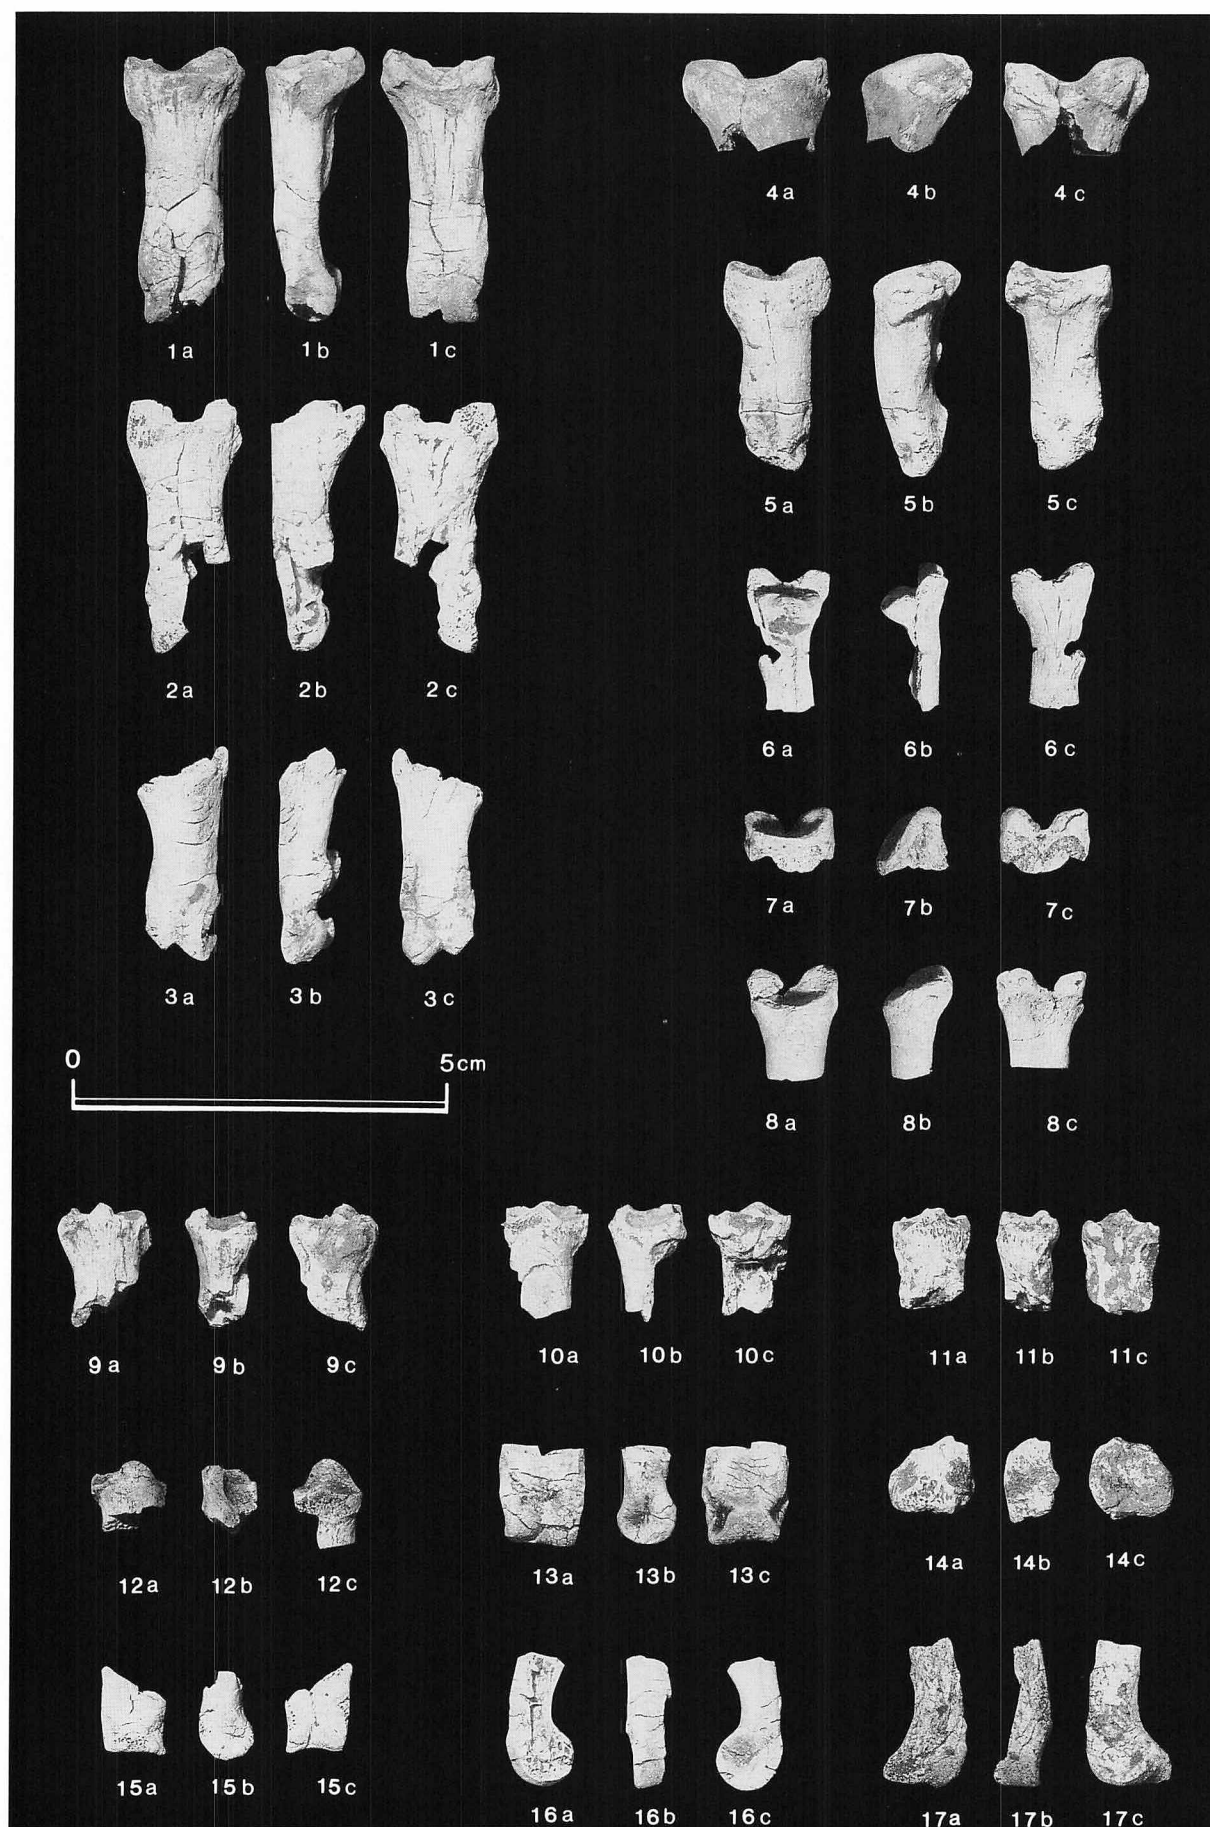 4a 4b 4c
1a 1b 1c
5a 5b 5c
2a 2b 2c
6a 6b 6c
7a 7b 7c
3a 3b 3c
0 5cm
8a 8b 8c
9a 9b 9c 10a 10b 10c 11a 11b 11c
12a 12b 12c 13a 13b 13c 14a 14b 14c
15a 15b 15c 16a 16b 16c 17a 17b 17c